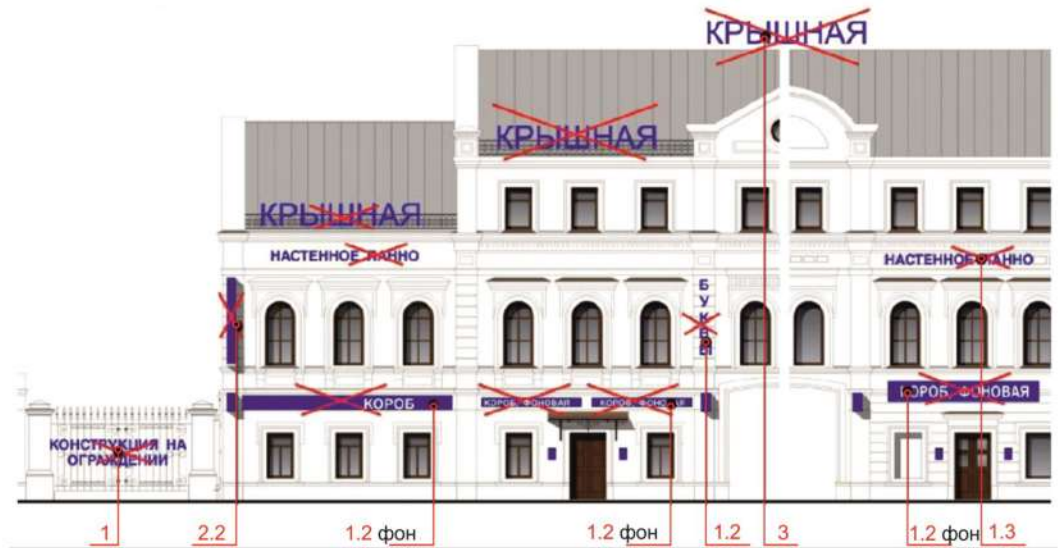 КРЫШНАЯ
КРЫШНАЯ
КРЫШНАЯ
НАСТЕННОЕ ПАННО
НАСТЕННОЕ ПАННО
БУКВЫ
КОРОБ
КОРОБ, ФОНОВАЯ
КОРОБ, ФОНОВАЯ
КОРОБ, ФОНОВАЯ
КОНСТРУКЦИЯ НА
ОГРАЖДЕНИИ
1
2.2
1.2 фон
1.2 фон
1.2
3
1.2 фон
1.3